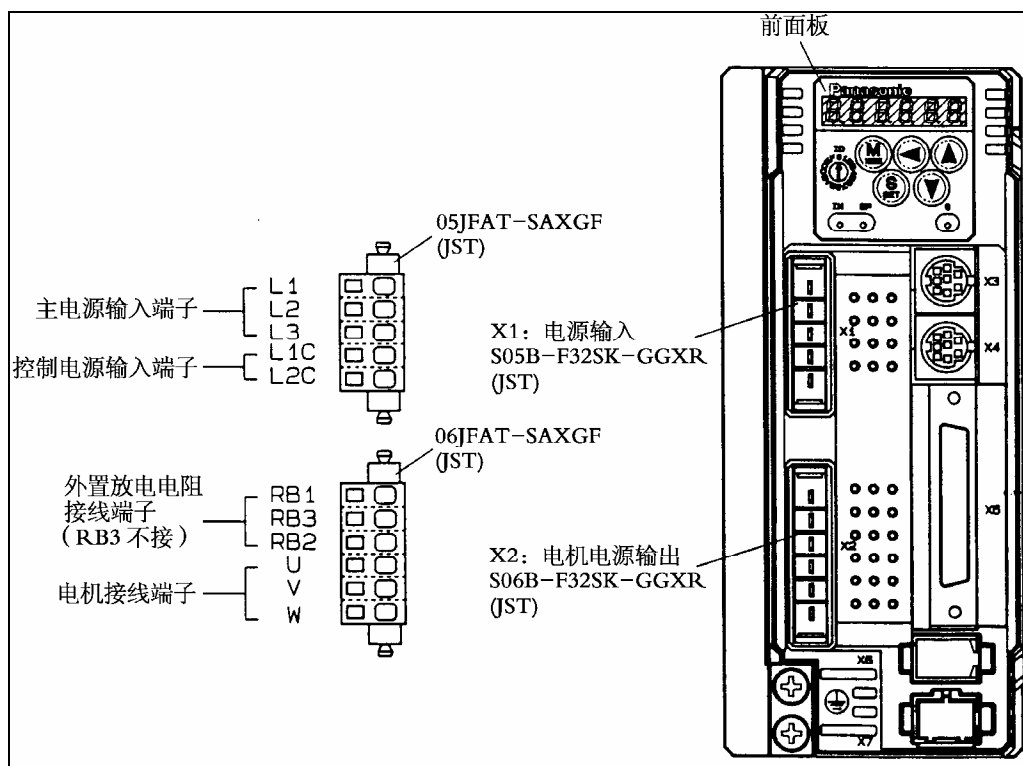 前面板
Panasonic
888888
M
S
SET
05JFAT-SAXGF
(JST)
主电源输入端子
L1
L2
L3
控制电源输入端子
L1C
L2C
X1：电源输入
S05B-F32SK-GGXR
(JST)
X1
X3
X4
06JFAT-SAXGF
(JST)
外置放电电阻
接线端子
（RB3 不接）
RB1
RB3
RB2
电机接线端子
U
V
W
X2：电机电源输出
S06B-F32SK-GGXR
(JST)
X2
X5
X6
X7